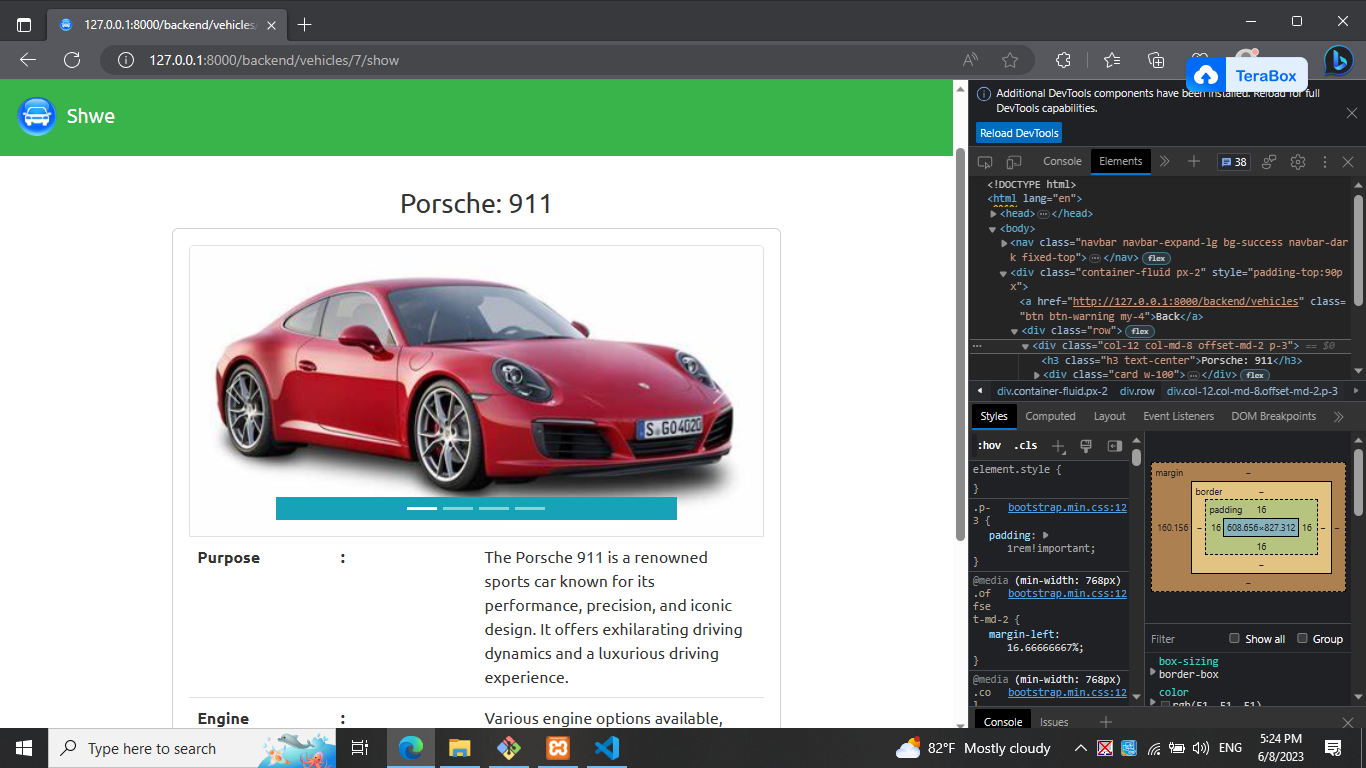 127.0.0.1:8000/backend/vehicles/
127.0.0.1:8000/backend/vehicles/7/show
TeraBox
Shwe
Porsche: 911
S GO 4020
Purpose : The Porsche 911 is a renowned
sports car known for its
performance, precision, and iconic
design. It offers exhilarating driving
dynamics and a luxurious driving
experience.
Engine : Various engine options available,
Additional DevTools components have been installed. Reload for full
DevTools capabilities.
Reload DevTools
Console Elements 38
<!DOCTYPE html>
<html lang="en">
<head> </head>
<body>
<nav class="navbar navbar-expand-lg bg-success navbar-dar
k fixed-top"> </nav> flex
<div class="container-fluid px-2" style="padding-top:90p
x">
<a href="http://127.0.0.1:8000/backend/vehicles" class=
"btn btn-warning my-4">Back</a>
<div class="row"> flex
<div class="col-12 col-md-8 offset-md-2 p-3"> == $0
<h3 class="h3 text-center">Porsche: 911</h3>
<div class="card w-100"> </div> flex
div.container-fluid.px-2 div.row div.col-12.col-md-8.offset-md-2.p-3
Styles Computed Layout Event Listeners DOM Breakpoints
:hov .cls
element.style {
}
.p- bootstrap.min.css:12
3 {
padding:
1rem!important;
}
@media (min-width: 768px)
.of bootstrap.min.css:12
fse
t-md-2 {
margin-left:
16.66666667%;
}
@media (min-width: 768px)
.co bootstrap.min.css:12
margin –
border –
padding 16
160.156 – 16 608.656×827.312 16 – –
16
–
–
Filter Show all Group
box-sizing
border-box
color
rgb(51, 51, 51)
Console Issues
Type here to search
82°F Mostly cloudy
ENG
5:24 PM
6/8/2023